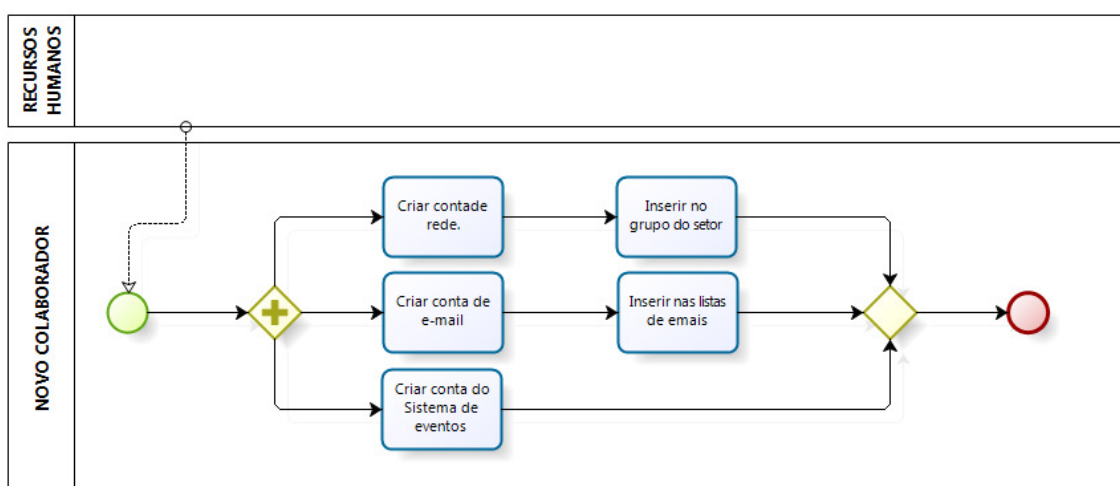 RECURSOS
HUMANOS
NOVO COLABORADOR
Criar contade
rede.
Inserir no
grupo do setor
Criar conta de
e-mail
Inserir nas listas
de emais
Criar conta do
Sistema de
eventos